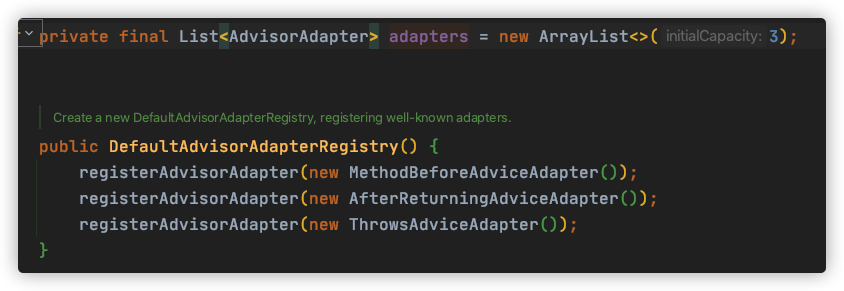 private final List<AdvisorAdapter> adapters = new ArrayList<>( initialCapacity: 3);
Create a new DefaultAdvisorAdapterRegistry, registering well-known adapters.
public DefaultAdvisorAdapterRegistry() {
registerAdvisorAdapter(new MethodBeforeAdviceAdapter());
registerAdvisorAdapter(new AfterReturningAdviceAdapter());
registerAdvisorAdapter(new ThrowsAdviceAdapter());
}